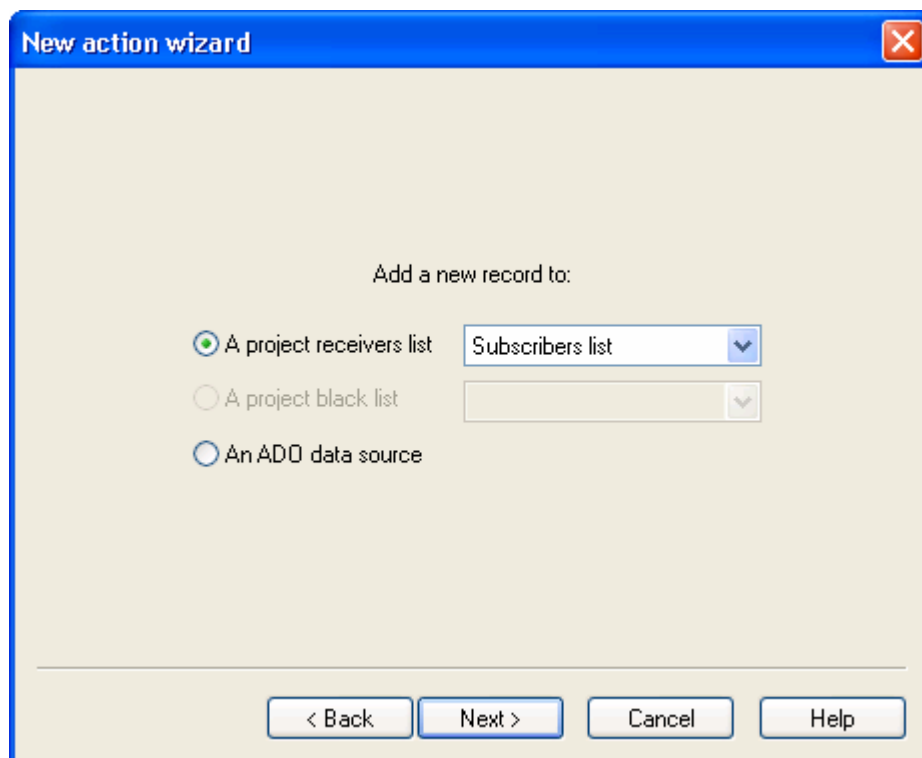 New action wizard
Add a new record to:
A project receivers list Subscribers list
A project black list
An ADO data source
< Back Next > Cancel Help